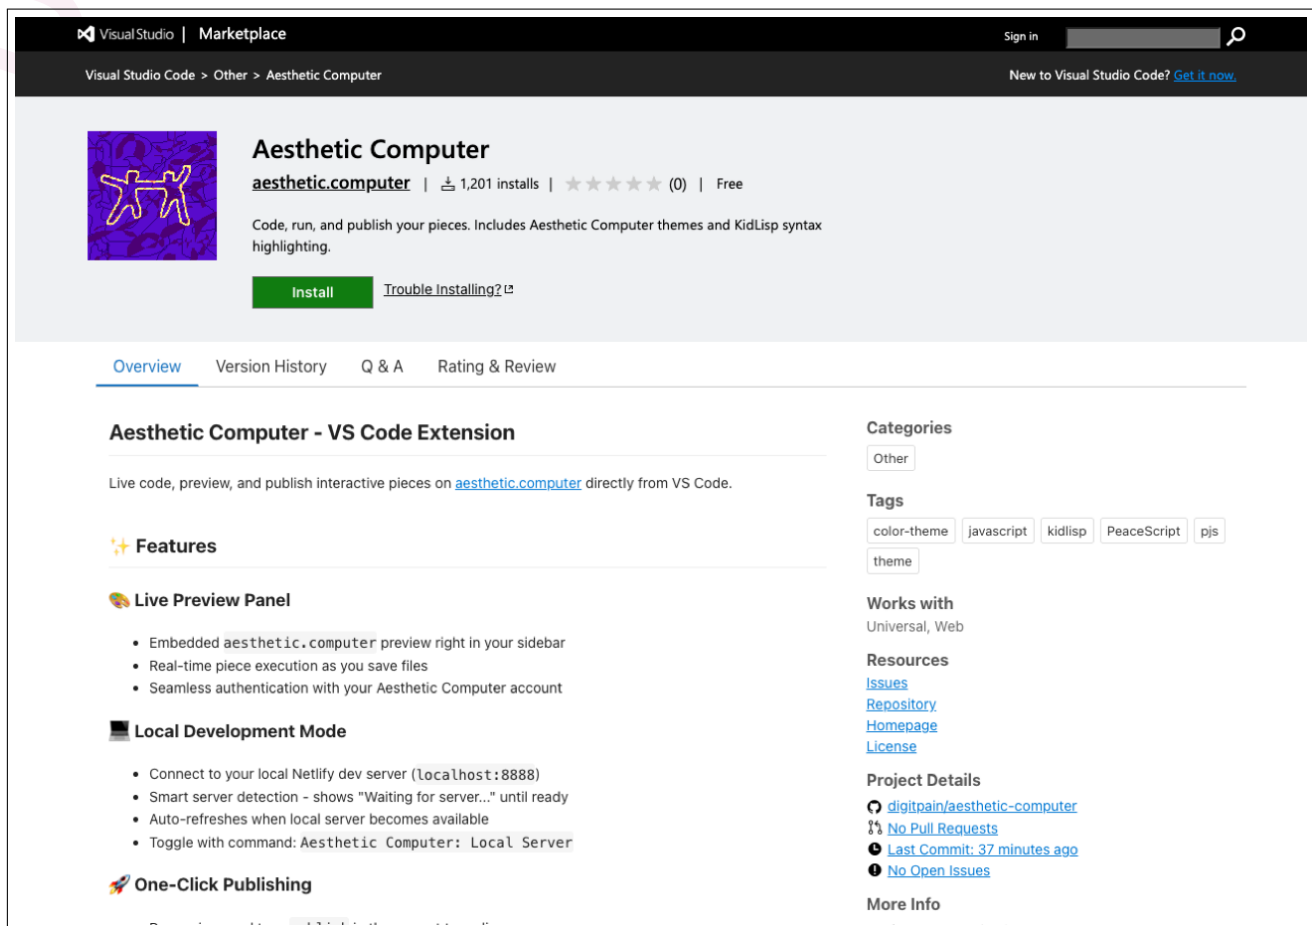 Visual Studio | Marketplace
Sign in
Visual Studio Code > Other > Aesthetic Computer
New to Visual Studio Code? Get it now.
Aesthetic Computer
aesthetic.computer | 1,201 installs | (0) | Free
Code, run, and publish your pieces. Includes Aesthetic Computer themes and KidLisp syntax
highlighting.
Install
Trouble Installing?
Overview
Version History
Q & A
Rating & Review
Aesthetic Computer - VS Code Extension
Live code, preview, and publish interactive pieces on aesthetic.computer directly from VS Code.
✨ Features
🎨 Live Preview Panel
• Embedded aesthetic.computer preview right in your sidebar
• Real-time piece execution as you save files
• Seamless authentication with your Aesthetic Computer account
💻 Local Development Mode
• Connect to your local Netlify dev server (localhost:8888)
• Smart server detection - shows "Waiting for server..." until ready
• Auto-refreshes when local server becomes available
• Toggle with command: Aesthetic Computer: Local Server
🚀 One-Click Publishing
Categories
Other
Tags
color-theme
javascript
kidlisp
PeaceScript
pjs
theme
Works with
Universal, Web
Resources
Issues
Repository
Homepage
License
Project Details
digitpain/aesthetic-computer
No Pull Requests
Last Commit: 37 minutes ago
No Open Issues
More Info